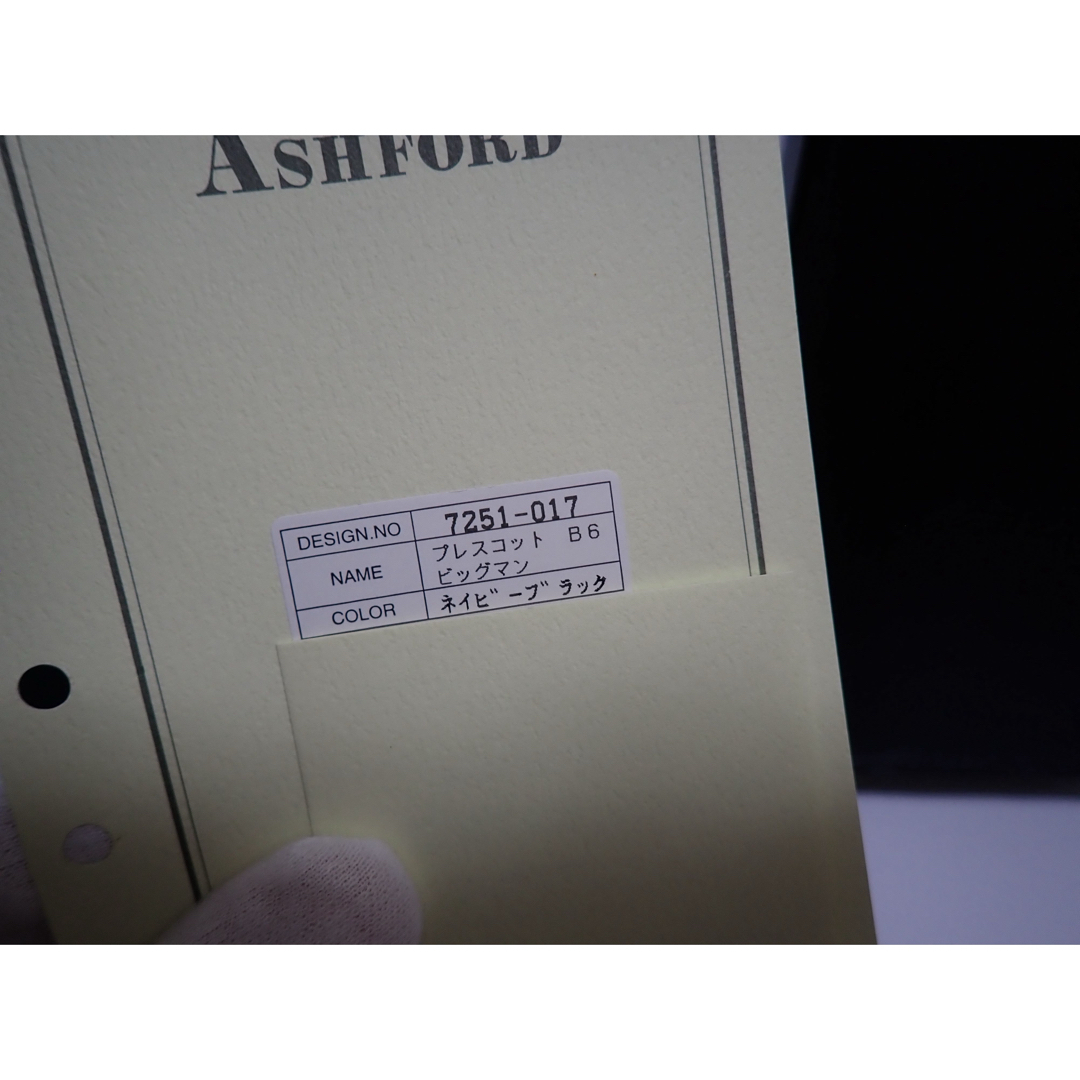 ASHFORD
DESIGN.NO 7251-017
NAME プレスコット B6
ビッグマン
COLOR ネイビーブラック